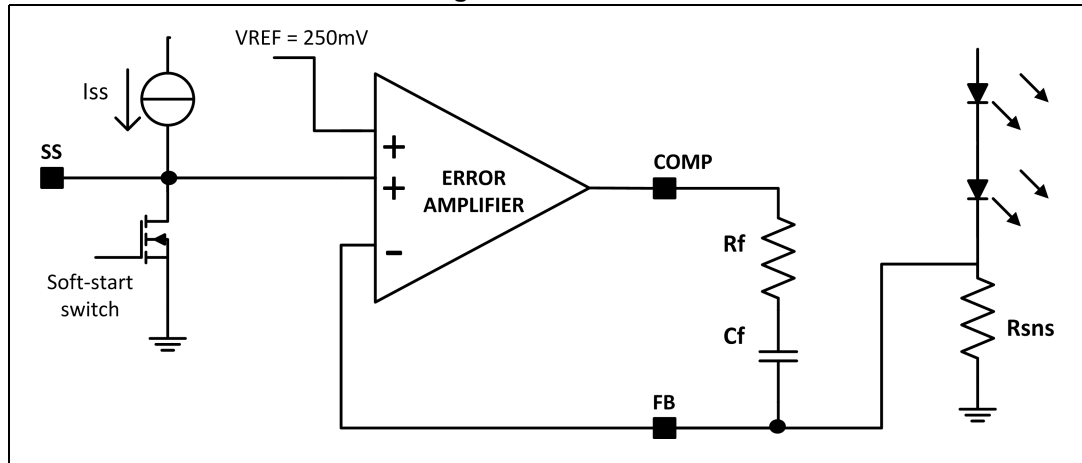 VREF = 250mV
Iss
SS
+
+
-
ERROR
AMPLIFIER
COMP
Rf
Cf
Rsns
Soft-start
switch
FB